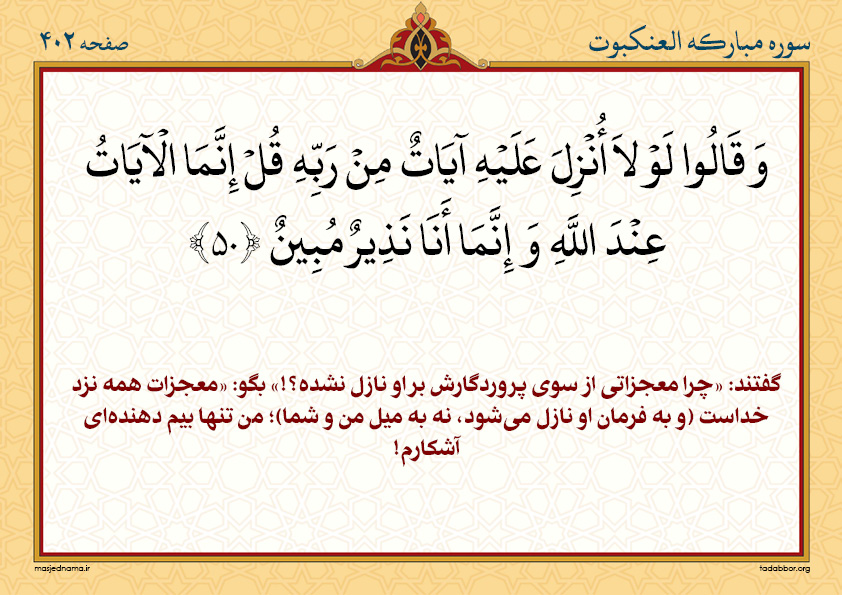 سوره مبارکه العنکبوت
صفحه ۴۰۲
وَ قَالُوا لَوْ لاَ أُنْزِلَ عَلَيْهِ آيَاتٌ مِنْ رَبِّهِ قُلْ إِنَّمَا الْآيَاتُ
عِنْدَ اللَّهِ وَ إِنَّمَا أَنَا نَذِيرٌ مُبِينٌ ﴿۵۰﴾
گفتند: «چرا معجزاتی از سوی پروردگارش بر او نازل نشده؟!» بگو: «معجزات همه نزد
خداست (و به فرمان او نازل می‌شود، نه به میل من و شما)؛ من تنها بیم دهنده‌ای
آشکارم!
masjednama.ir
tadabbor.org